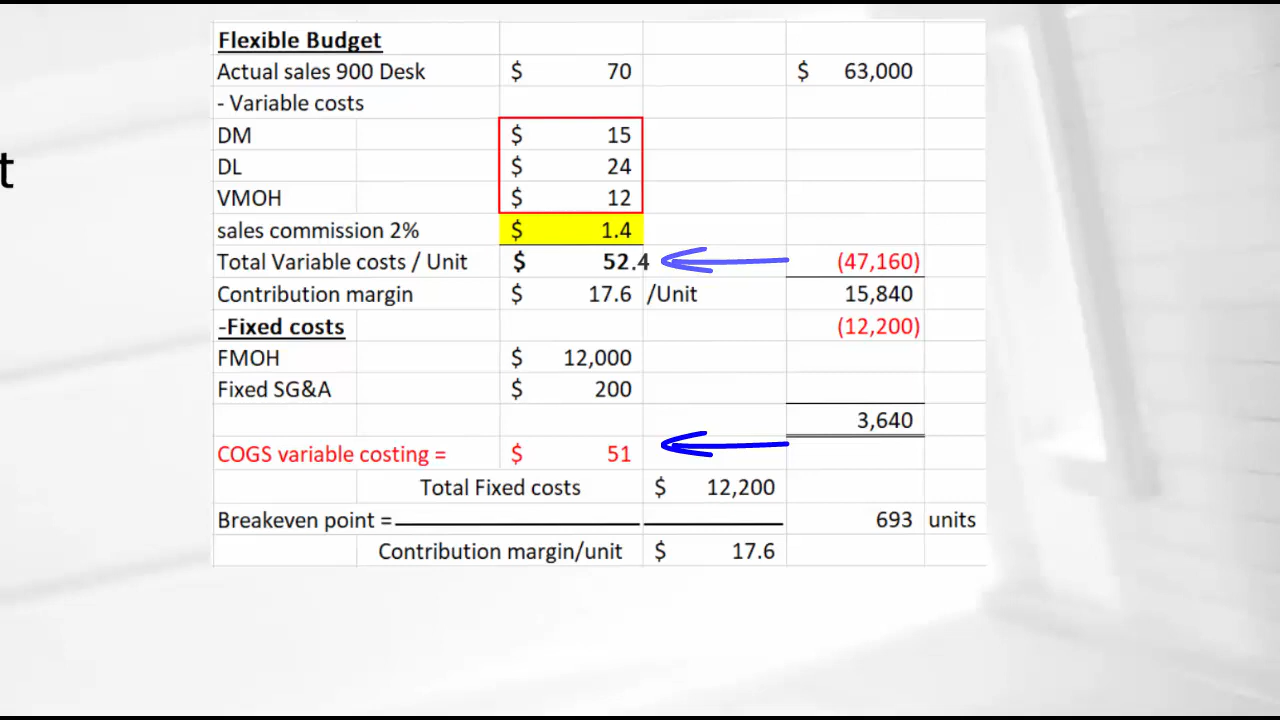 Flexible Budget
Actual sales 900 Desk $ 70 $ 63,000
- Variable costs
t
DM $ 15
DL $ 24
VMOH $ 12
sales commission 2% $ 1.4
Total Variable costs / Unit $ 52.4 (47,160)
Contribution margin $ 17.6 /Unit 15,840
-Fixed costs (12,200)
FMOH $ 12,000
Fixed SG&A $ 200
3,640
COGS variable costing = $ 51
Total Fixed costs $ 12,200
Breakeven point = 693 units
Contribution margin/unit $ 17.6